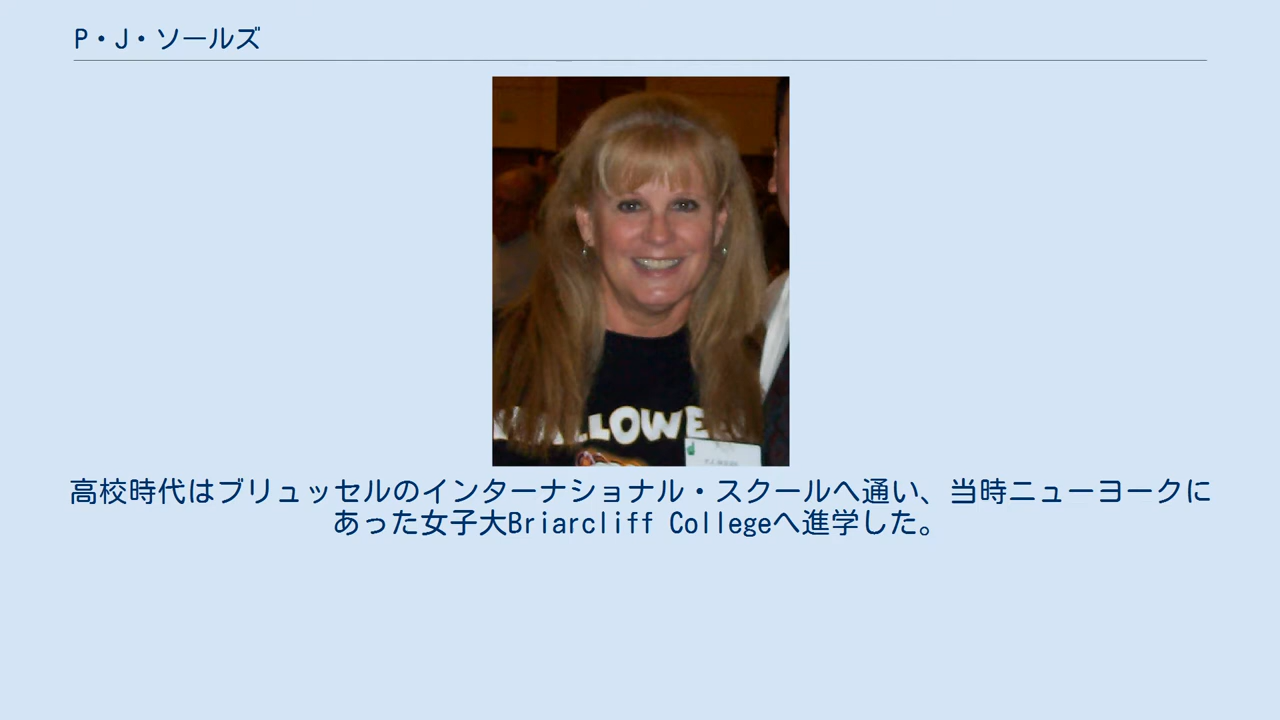 P・J・ソールズ
LLOWE
高校時代はブリュッセルのインターナショナル・スクールへ通い、当時ニューヨークに
あった女子大Briarcliff Collegeへ進学した。